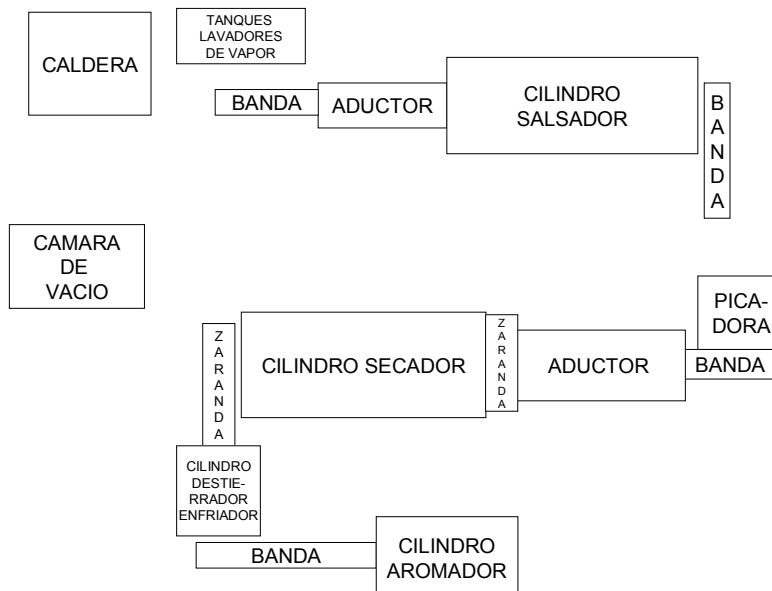 CALDERA
TANQUES
LAVADORES
DE VAPOR
BANDA
ADUCTOR
CILINDRO
SALSADOR
B
A
N
D
A
CAMARA
DE
VACIO
PICA-
DORA
Z
A
R
A
N
D
A
CILINDRO SECADOR
Z
A
R
A
N
D
A
ADUCTOR
BANDA
CILINDRO
DESTIE-
RRADOR
ENFRIADOR
BANDA
CILINDRO
AROMADOR